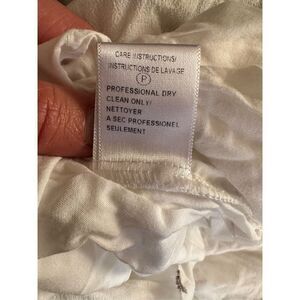 CARE INSTRUCTIONS/
INSTRUCTIONS DE LAVAGE
P
PROFESSIONAL DRY
CLEAN ONLY/
NETTOYER
A SEC PROFESSIONEL
SEULEMENT